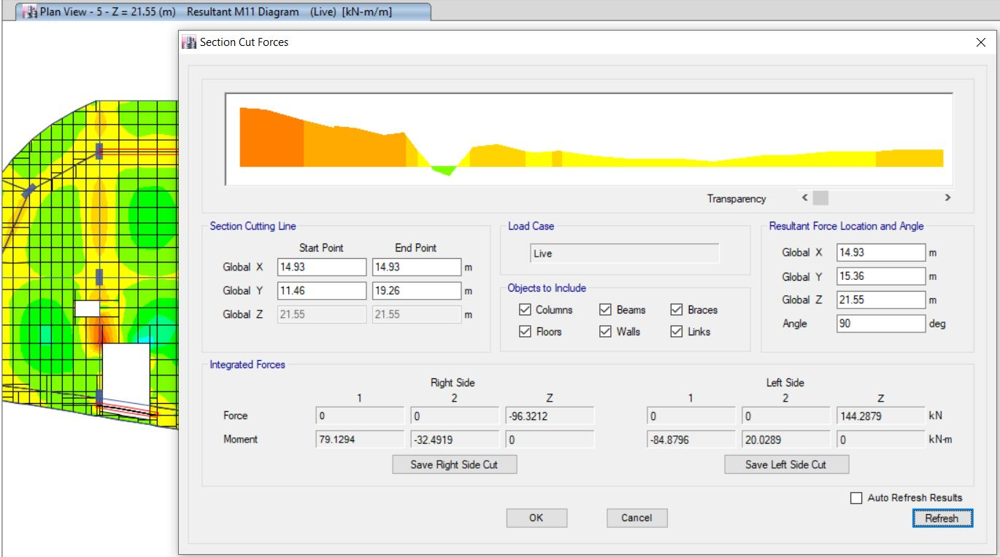 Plan View - 5 - Z = 21.55 (m)   Resultant M11 Diagram   (Live)  [kN-m/m]
Section Cut Forces
Transparency
Section Cutting Line
Start Point End Point
Global X 14.93 14.93 m
Global Y 11.46 19.26 m
Global Z 21.55 21.55 m
Load Case
Live
Objects to Include
Columns Beams Braces
Floors Walls Links
Resultant Force Location and Angle
Global X 14.93 m
Global Y 15.36 m
Global Z 21.55 m
Angle 90 deg
Integrated Forces
Right Side Left Side
1 2 Z 1 2 Z
Force 0 0 -96.3212 0 0 144.2879 kN
Moment 79.1294 -32.4919 0 -84.8796 20.0289 0 kN-m
Save Right Side Cut Save Left Side Cut
Auto Refresh Results
OK Cancel Refresh